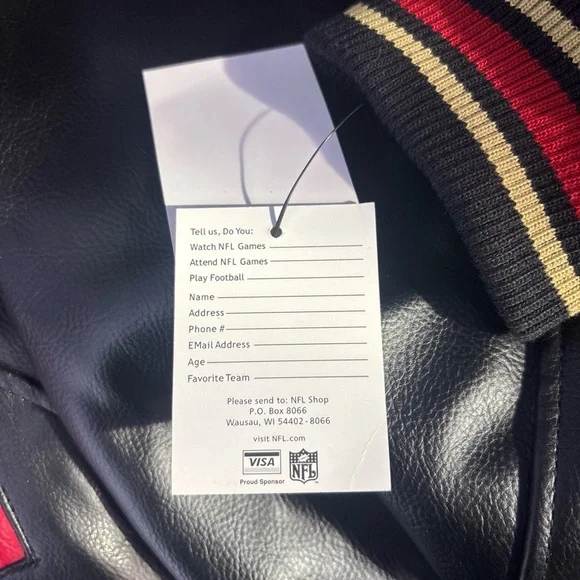 Tell us, Do You:
Watch NFL Games
Attend NFL Games
Play Football
Name
Address
Phone #
EMail Address
Age
Favorite Team
Please send to: NFL Shop
P.O. Box 8066
Wausau, WI 54402-8066
visit NFL.com
VISA NFL
Proud Sponsor